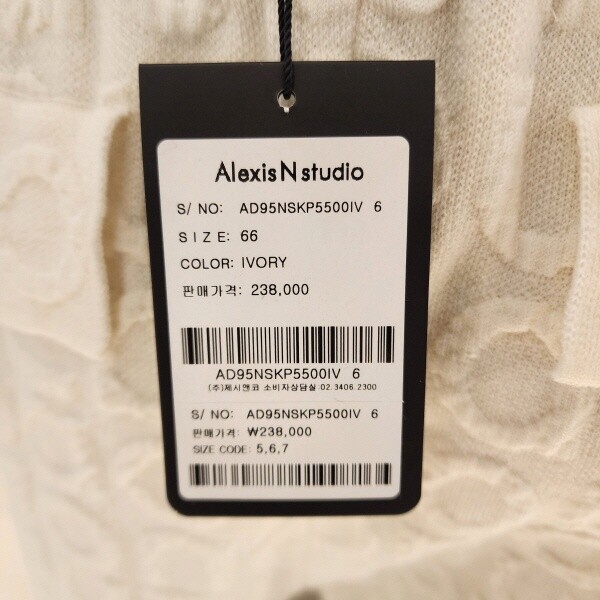 AlexisNstudio
S/ NO: AD95NSKP5500IV 6
SIZE: 66
COLOR: IVORY
판매가격: 238,000
AD95NSKP5500IV 6
(주)제시앤코 소비자상담실:02.3406.2300
S/ NO: AD95NSKP5500IV 6
판매가격: ₩238,000
SIZE CODE: 5,6,7